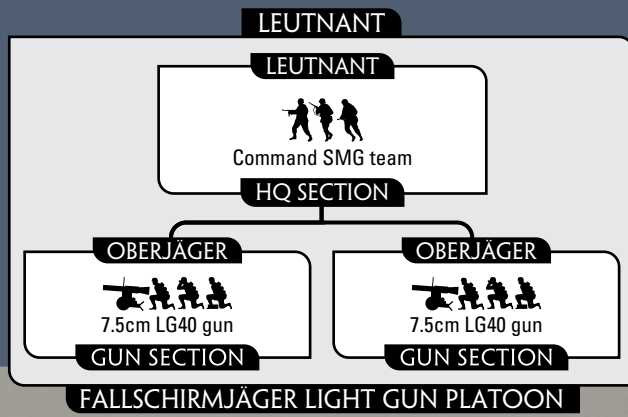 LEUTNANT
LEUTNANT
Command SMG team
HQ SECTION
OBERJÄGER
7.5cm LG40 gun
GUN SECTION
OBERJÄGER
7.5cm LG40 gun
GUN SECTION
FALLSCHIRMJÄGER LIGHT GUN PLATOON